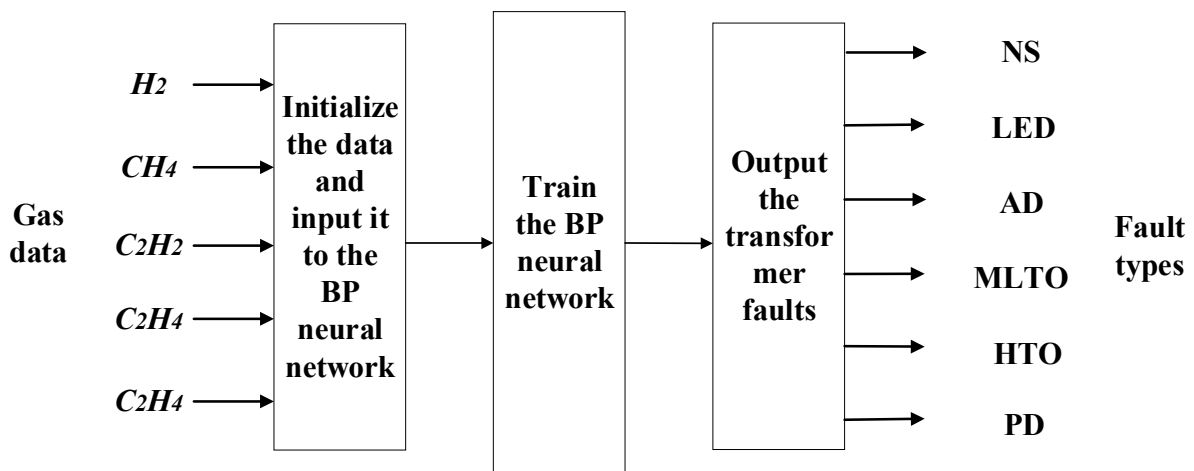 Gas
data
H2
CH4
C2H2
C2H4
C2H4
Initialize
the data
and
input it
to the
BP
neural
network
Train
the BP
neural
network
Output
the
transfor
mer
faults
NS
LED
AD
MLTO
HTO
PD
Fault
types